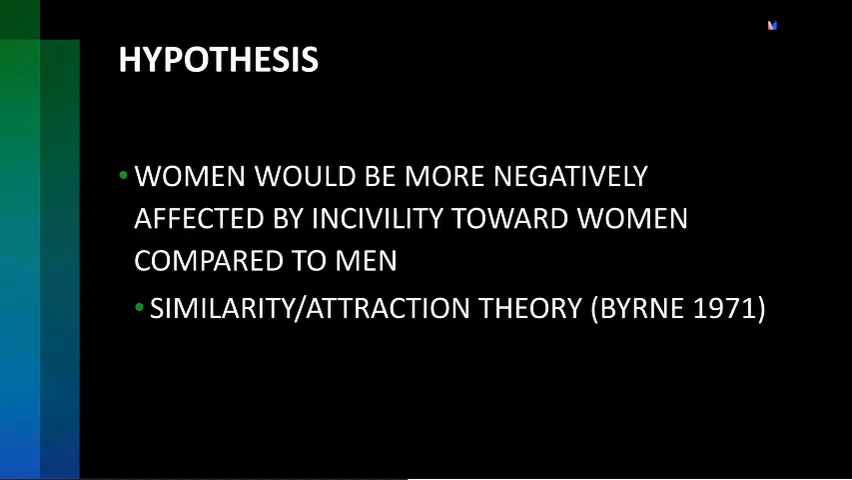 HYPOTHESIS
• WOMEN WOULD BE MORE NEGATIVELY
AFFECTED BY INCIVILITY TOWARD WOMEN
COMPARED TO MEN
• SIMILARITY/ATTRACTION THEORY (BYRNE 1971)